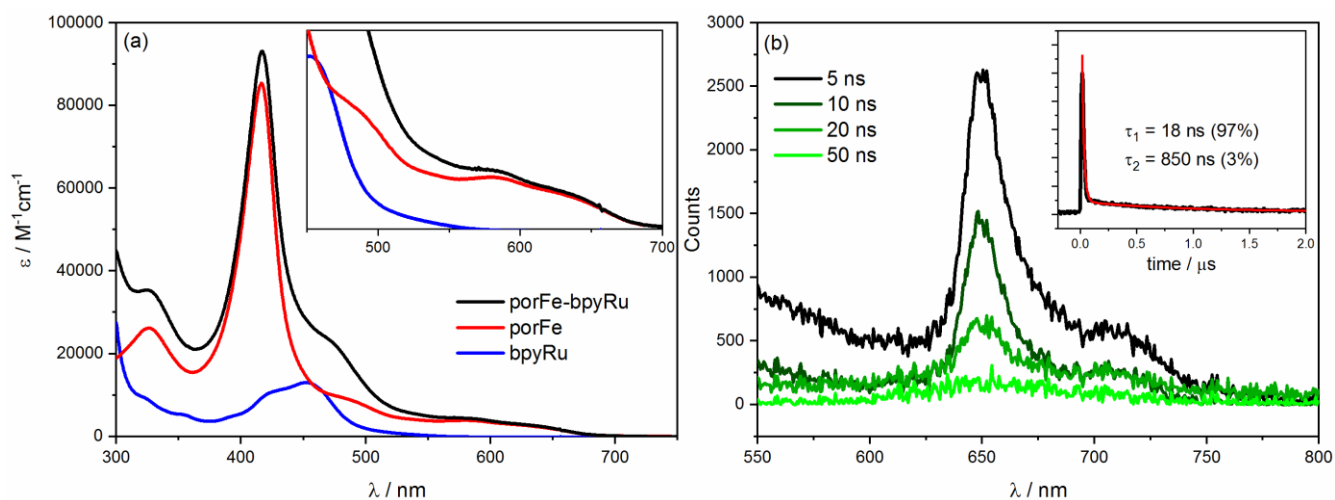 (a)
ε / M⁻¹cm⁻¹
100000
80000
60000
40000
20000
0
300
400
500
600
700
λ / nm
500
600
700
porFe-bpyRu
porFe
bpyRu
(b)
Counts
3000
2500
2000
1500
1000
500
0
550
600
650
700
750
800
λ / nm
5 ns
10 ns
20 ns
50 ns
τ₁ = 18 ns (97%)
τ₂ = 850 ns (3%)
0.0
0.5
1.0
1.5
2.0
time / μs